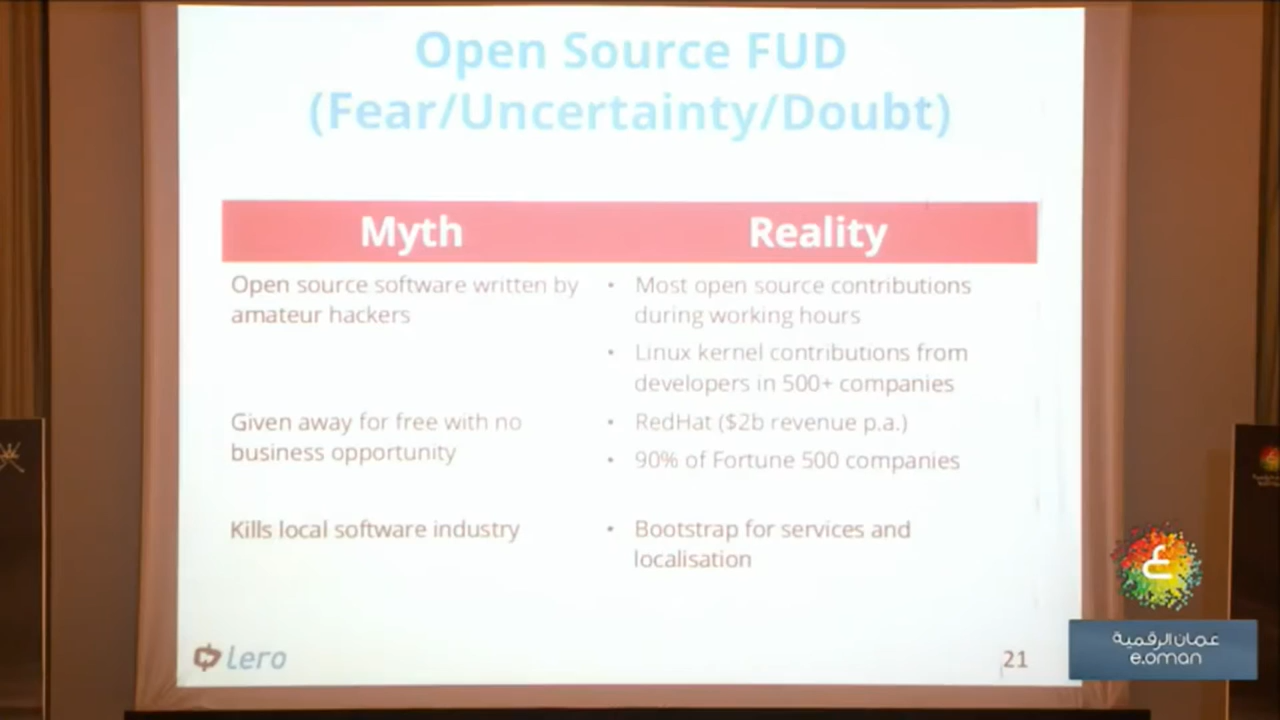 Open Source FUD
(Fear/Uncertainty/Doubt)
Myth
Reality
Open source software written by
amateur hackers
• Most open source contributions
during working hours
• Linux kernel contributions from
developers in 500+ companies
Given away for free with no
business opportunity
• RedHat ($2b revenue p.a.)
• 90% of Fortune 500 companies
Kills local software industry
• Bootstrap for services and
localisation
Lero
21
ع
عمان الرقمية
e.oman